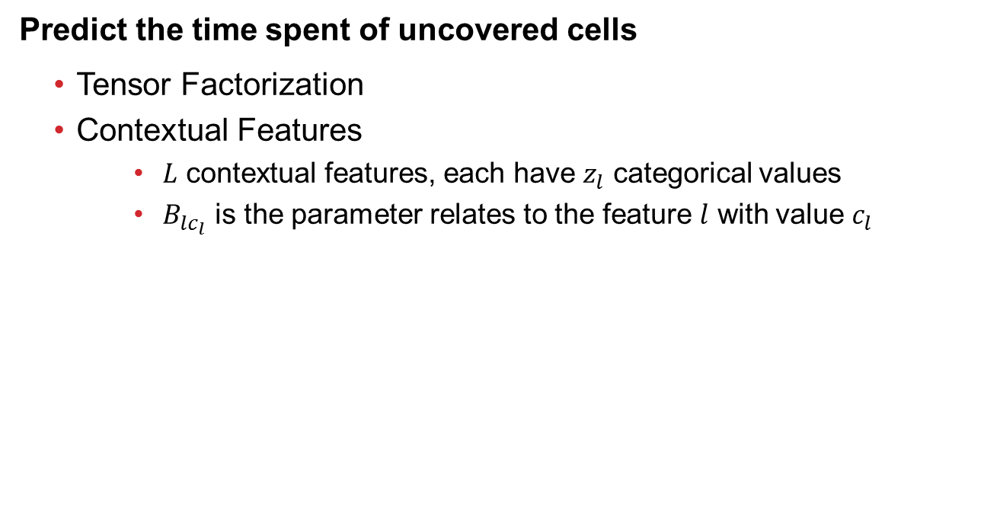 Predict the time spent of uncovered cells
• Tensor Factorization
• Contextual Features
• L contextual features, each have z_l categorical values
• B_{lc_l} is the parameter relates to the feature l with value c_l